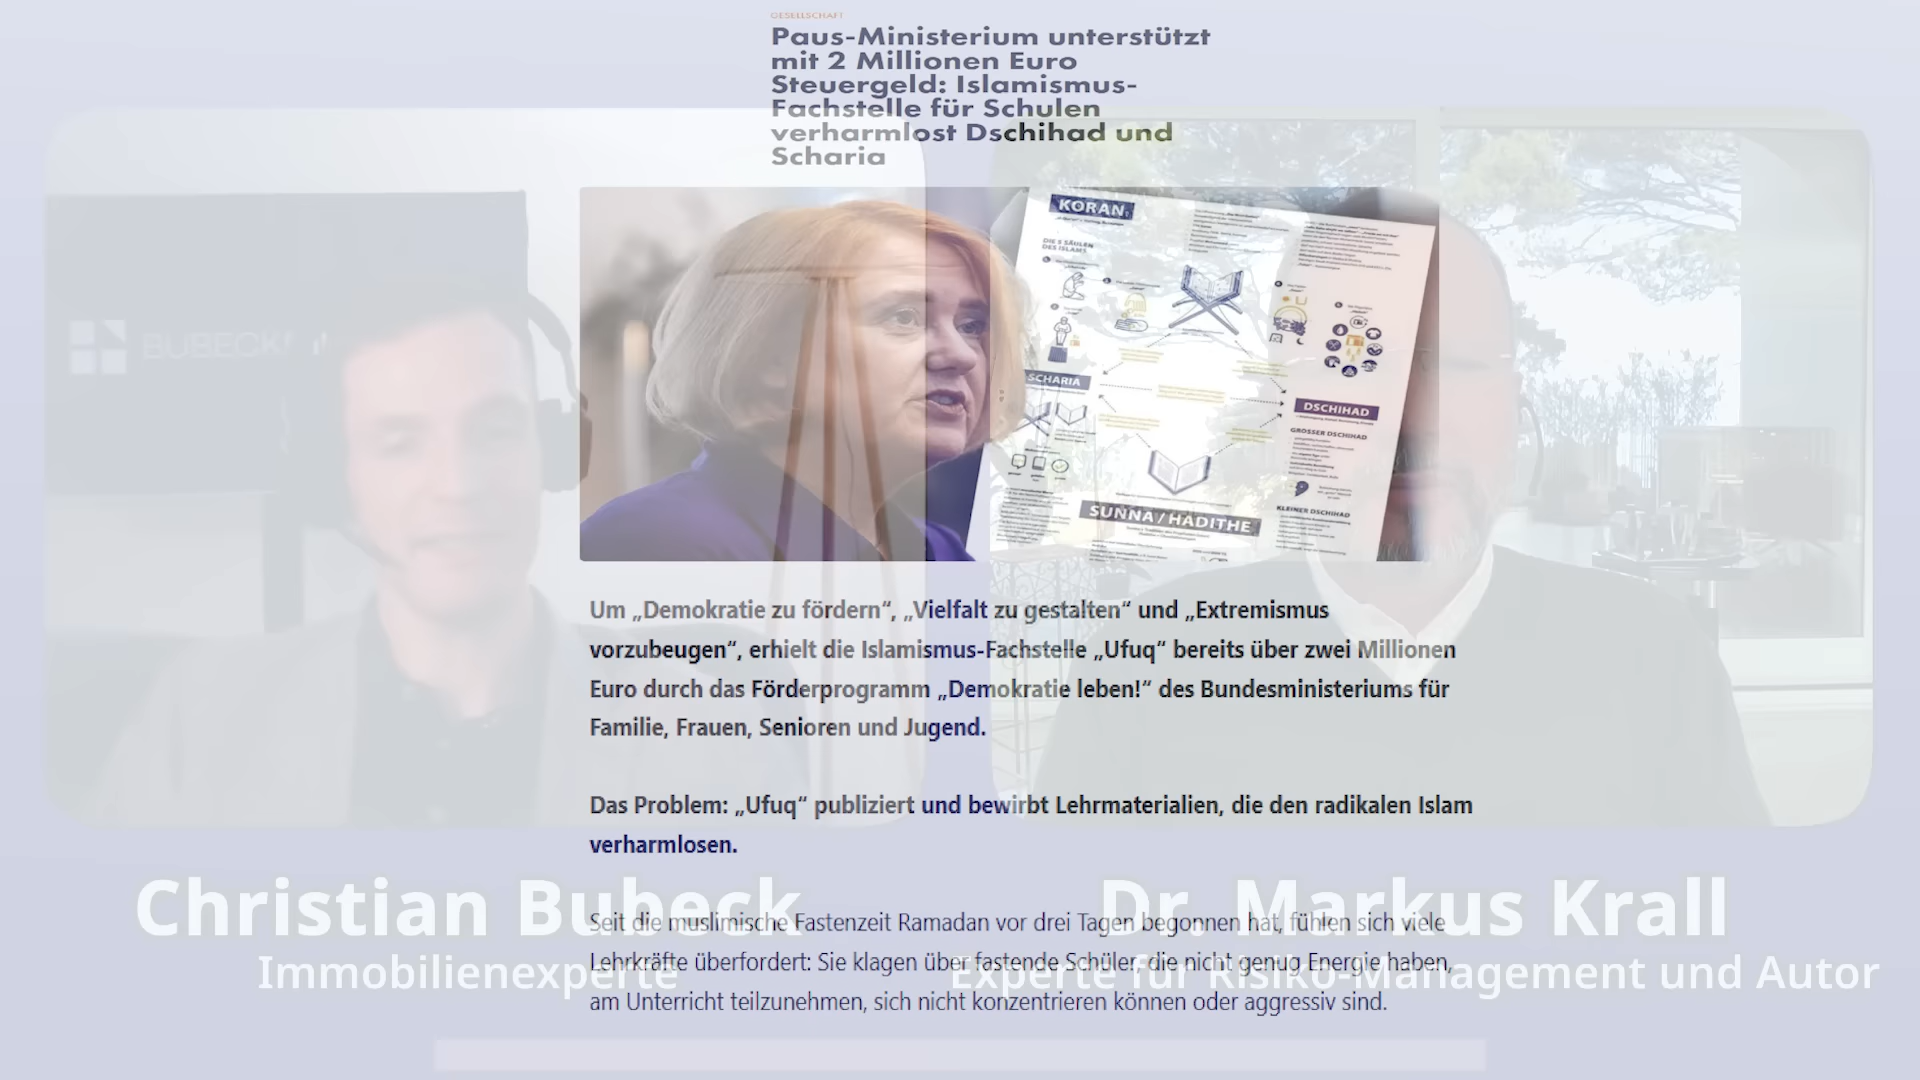 GESELLSCHAFT
Paus-Ministerium unterstützt
mit 2 Millionen Euro
Steuergeld: Islamismus-
Fachstelle für Schulen
verharmlost Dschihad und
Scharia
BUBECK
KORAN
DIE 5 SÄULEN
DES ISLAMS
SCHARIA
DSCHIHAD
GROSSER DSCHIHAD
KLEINER DSCHIHAD
SUNNA / HADITHE
Um „Demokratie zu fördern“, „Vielfalt zu gestalten“ und „Extremismus
vorzubeugen“, erhielt die Islamismus-Fachstelle „Ufuq“ bereits über zwei Millionen
Euro durch das Förderprogramm „Demokratie leben!“ des Bundesministeriums für
Familie, Frauen, Senioren und Jugend.
Das Problem: „Ufuq“ publiziert und bewirbt Lehrmaterialien, die den radikalen Islam
verharmlosen.
Christian Bubeck
Immobilienexperte
Dr. Markus Krall
Experte für Risiko-Management und Autor
Seit die muslimische Fastenzeit Ramadan vor drei Tagen begonnen hat, fühlen sich viele
Lehrkräfte überfordert: Sie klagen über fastende Schüler, die nicht genug Energie haben,
am Unterricht teilzunehmen, sich nicht konzentrieren können oder aggressiv sind.